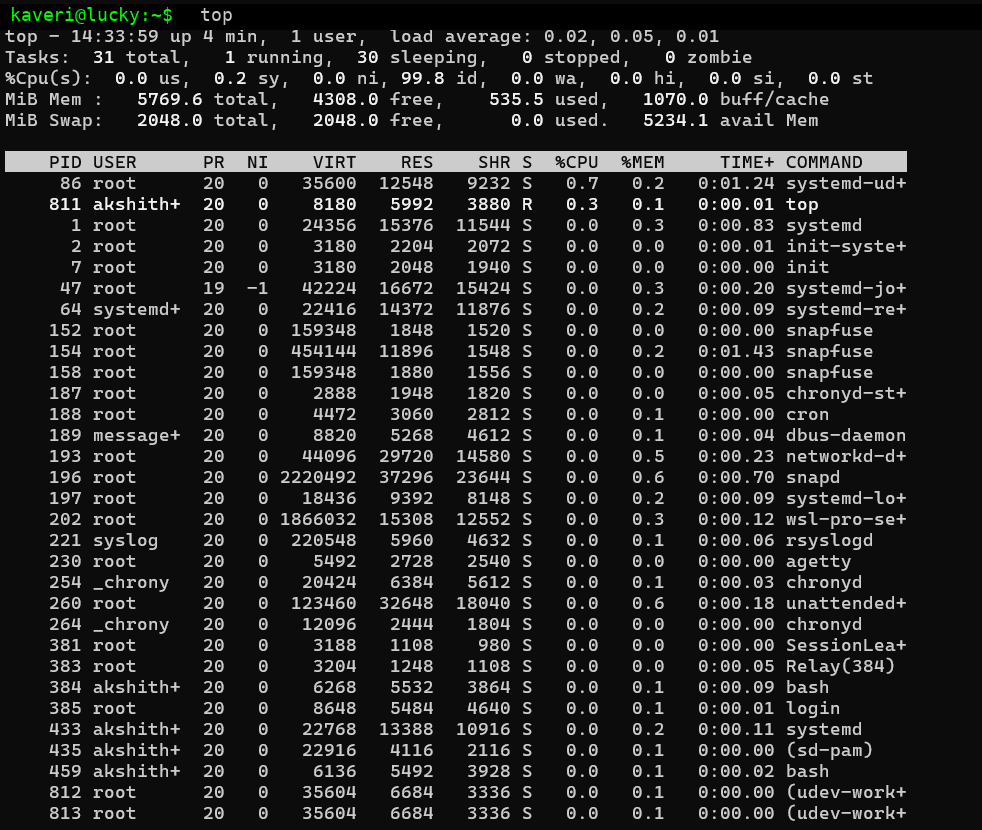 kaveri@lucky:~$ top
top - 14:33:59 up 4 min, 1 user, load average: 0.02, 0.05, 0.01
Tasks: 31 total, 1 running, 30 sleeping, 0 stopped, 0 zombie
%Cpu(s): 0.0 us, 0.2 sy, 0.0 ni, 99.8 id, 0.0 wa, 0.0 hi, 0.0 si, 0.0 st
MiB Mem : 5769.6 total, 4308.0 free, 535.5 used, 1070.0 buff/cache
MiB Swap: 2048.0 total, 2048.0 free, 0.0 used. 5234.1 avail Mem
PID USER PR NI VIRT RES SHR S %CPU %MEM TIME+ COMMAND
86 root 20 0 35600 12548 9232 S 0.7 0.2 0:01.24 systemd-ud+
811 akshith+ 20 0 8180 5992 3880 R 0.3 0.1 0:00.01 top
1 root 20 0 24356 15376 11544 S 0.0 0.3 0:00.83 systemd
2 root 20 0 3180 2204 2072 S 0.0 0.0 0:00.01 init-syste+
7 root 20 0 3180 2048 1940 S 0.0 0.0 0:00.00 init
47 root 19 -1 42224 16672 15424 S 0.0 0.3 0:00.20 systemd-jo+
64 systemd+ 20 0 22416 14372 11876 S 0.0 0.2 0:00.09 systemd-re+
152 root 20 0 159348 1848 1520 S 0.0 0.0 0:00.00 snapfuse
154 root 20 0 454144 11896 1548 S 0.0 0.2 0:01.43 snapfuse
158 root 20 0 159348 1880 1556 S 0.0 0.0 0:00.00 snapfuse
187 root 20 0 2888 1948 1820 S 0.0 0.0 0:00.05 chronyd-st+
188 root 20 0 4472 3060 2812 S 0.0 0.1 0:00.00 cron
189 message+ 20 0 8820 5268 4612 S 0.0 0.1 0:00.04 dbus-daemon
193 root 20 0 44096 29720 14580 S 0.0 0.5 0:00.23 networkd-d+
196 root 20 0 2220492 37296 23644 S 0.0 0.6 0:00.70 snapd
197 root 20 0 18436 9392 8148 S 0.0 0.2 0:00.09 systemd-lo+
202 root 20 0 1866032 15308 12552 S 0.0 0.3 0:00.12 wsl-pro-se+
221 syslog 20 0 220548 5960 4632 S 0.0 0.1 0:00.06 rsyslogd
230 root 20 0 5492 2728 2540 S 0.0 0.0 0:00.00 agetty
254 _chrony 20 0 20424 6384 5612 S 0.0 0.1 0:00.03 chronyd
260 root 20 0 123460 32648 18040 S 0.0 0.6 0:00.18 unattended+
264 _chrony 20 0 12096 2444 1804 S 0.0 0.0 0:00.00 chronyd
381 root 20 0 3188 1108 980 S 0.0 0.0 0:00.00 SessionLea+
383 root 20 0 3204 1248 1108 S 0.0 0.0 0:00.05 Relay(384)
384 akshith+ 20 0 6268 5532 3864 S 0.0 0.1 0:00.09 bash
385 root 20 0 8648 5484 4640 S 0.0 0.1 0:00.01 login
433 akshith+ 20 0 22768 13388 10916 S 0.0 0.2 0:00.11 systemd
435 akshith+ 20 0 22916 4116 2116 S 0.0 0.1 0:00.00 (sd-pam)
459 akshith+ 20 0 6136 5492 3928 S 0.0 0.1 0:00.02 bash
812 root 20 0 35604 6684 3336 S 0.0 0.1 0:00.00 (udev-work+
813 root 20 0 35604 6684 3336 S 0.0 0.1 0:00.00 (udev-work+